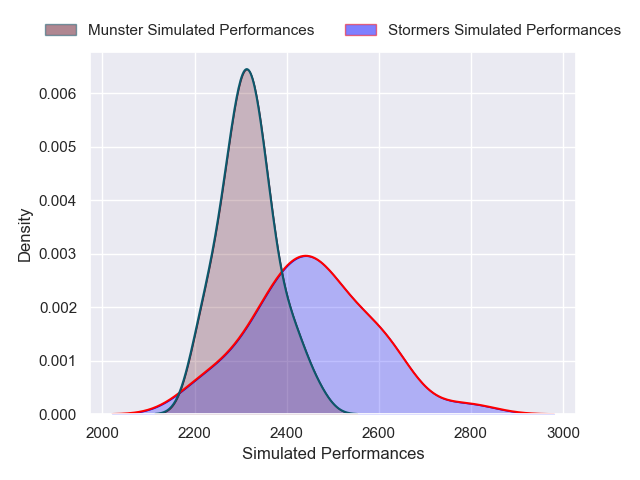 Munster Simulated Performances Stormers Simulated Performances
0.006
0.005
0.004
0.003
0.002
0.001
0.000
Density
2000 2200 2400 2600 2800 3000
Simulated Performances